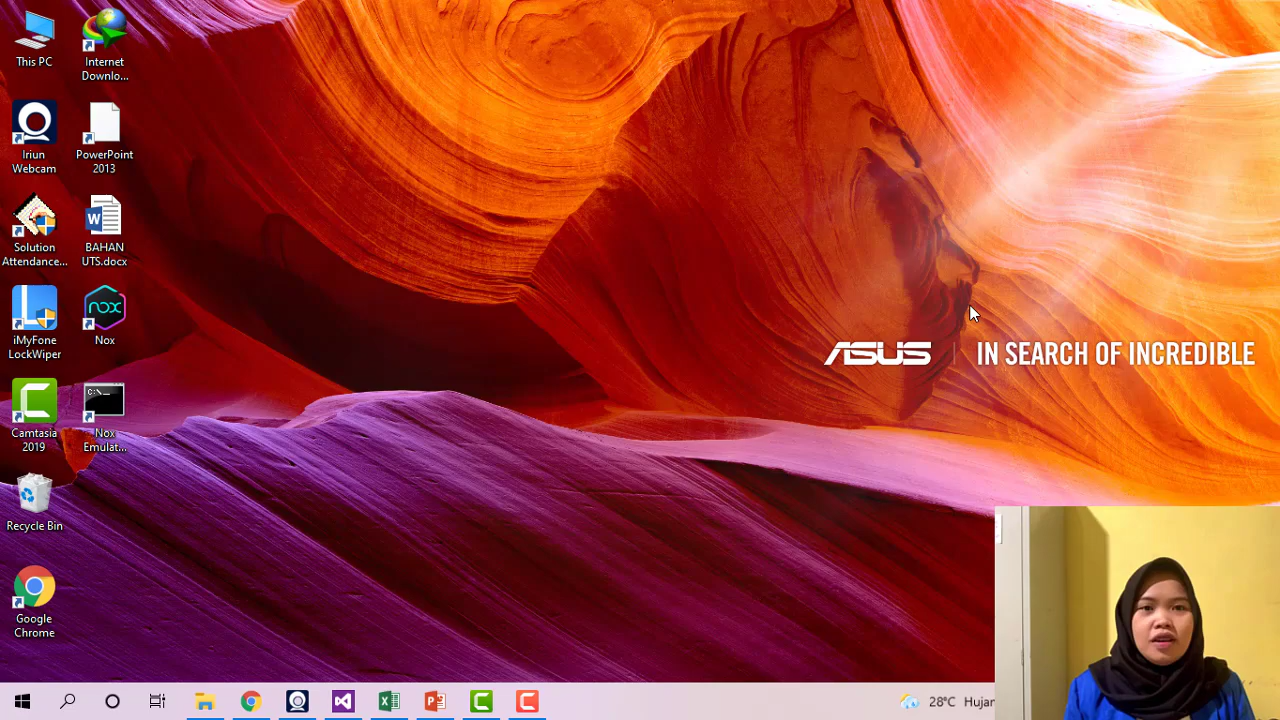 This PC
Internet
Downlo...
Iriun
Webcam
PowerPoint
2013
Solution
Attendance...
BAHAN
UTS.docx
iMyFone
LockWiper
nox
Nox
Camtasia
2019
C:\_
Nox
Emulat...
Recycle Bin
Google
Chrome
ASUS IN SEARCH OF INCREDIBLE
28°C Hujan